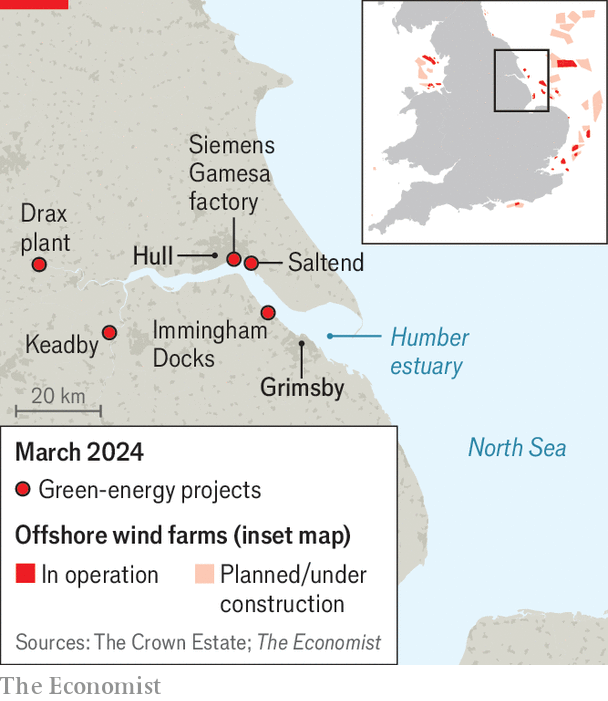 Siemens
Gamesa
factory
Drax
plant
Hull
Saltend
Keadby
Immingham
Docks
Humber
estuary
Grimsby
20 km
North Sea
March 2024
Green-energy projects
Offshore wind farms (inset map)
In operation
Planned/under
construction
Sources: The Crown Estate; The Economist
The Economist